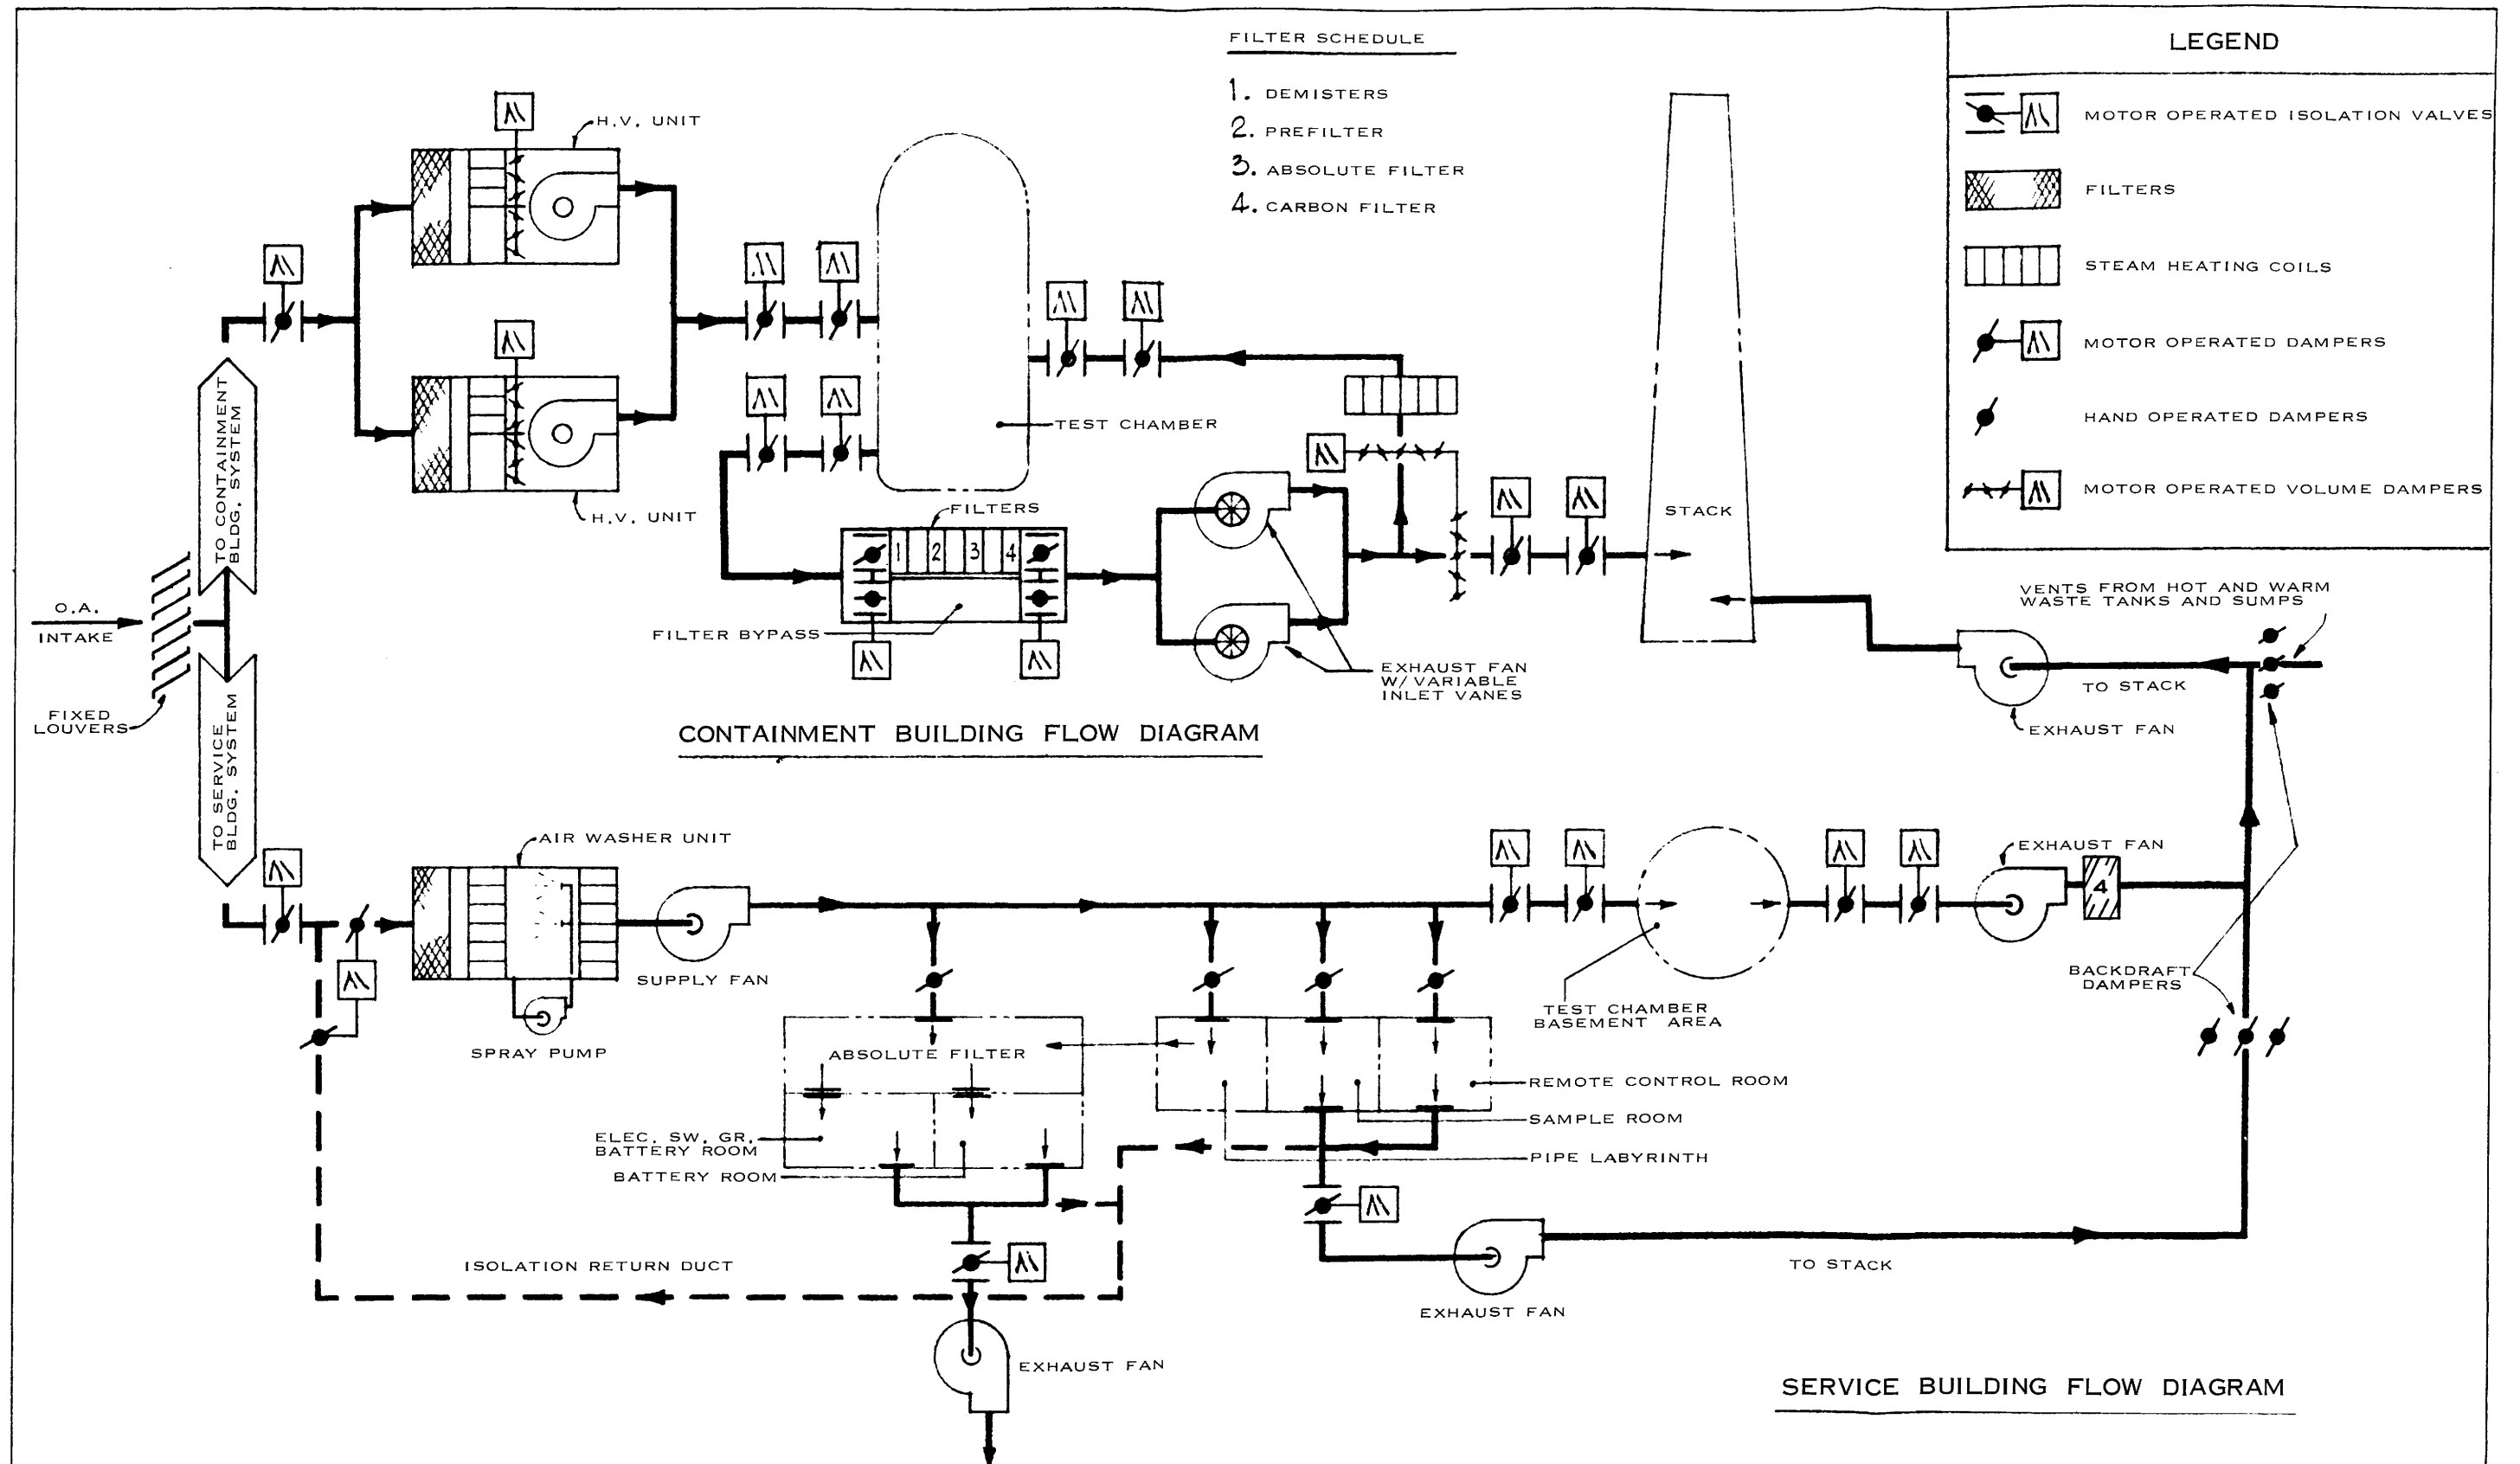 FILTER SCHEDULE
1. DEMISTERS
2. PREFILTER
3. ABSOLUTE FILTER
4. CARBON FILTER
LEGEND
MOTOR OPERATED ISOLATION VALVES
FILTERS
STEAM HEATING COILS
MOTOR OPERATED DAMPERS
HAND OPERATED DAMPERS
MOTOR OPERATED VOLUME DAMPERS
H.V. UNIT
H.V. UNIT
TEST CHAMBER
STACK
FILTERS
1 2 3 4
FILTER BYPASS
EXHAUST FAN
W/VARIABLE
INLET VANES
TO CONTAINMENT
BLDG. SYSTEM
O.A.
INTAKE
FIXED
LOUVERS
TO SERVICE
BLDG. SYSTEM
CONTAINMENT BUILDING FLOW DIAGRAM
VENTS FROM HOT AND WARM
WASTE TANKS AND SUMPS
TO STACK
EXHAUST FAN
AIR WASHER UNIT
SUPPLY FAN
SPRAY PUMP
EXHAUST FAN
4
BACKDRAFT
DAMPERS
TEST CHAMBER
BASEMENT AREA
ABSOLUTE FILTER
REMOTE CONTROL ROOM
SAMPLE ROOM
PIPE LABYRINTH
ELEC. SW. GR.
BATTERY ROOM
BATTERY ROOM
ISOLATION RETURN DUCT
TO STACK
EXHAUST FAN
EXHAUST FAN
SERVICE BUILDING FLOW DIAGRAM